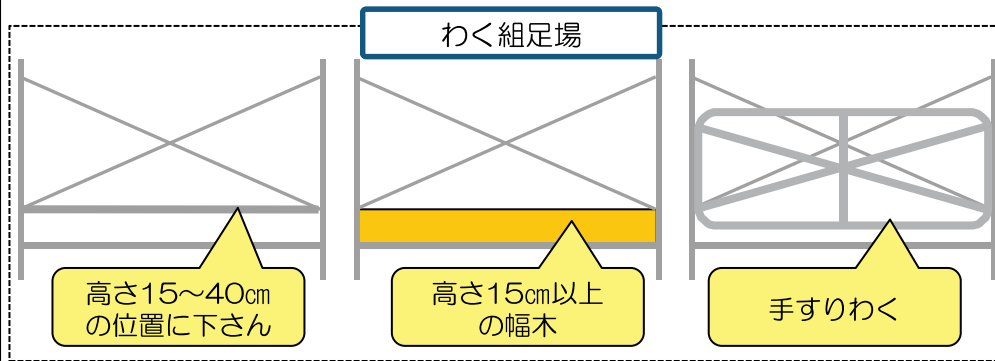 わく組足場
高さ15～40㎝
の位置に下さん
高さ15㎝以上
の幅木
手すりわく